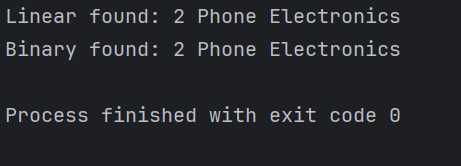 Linear found: 2 Phone Electronics
Binary found: 2 Phone Electronics
Process finished with exit code 0